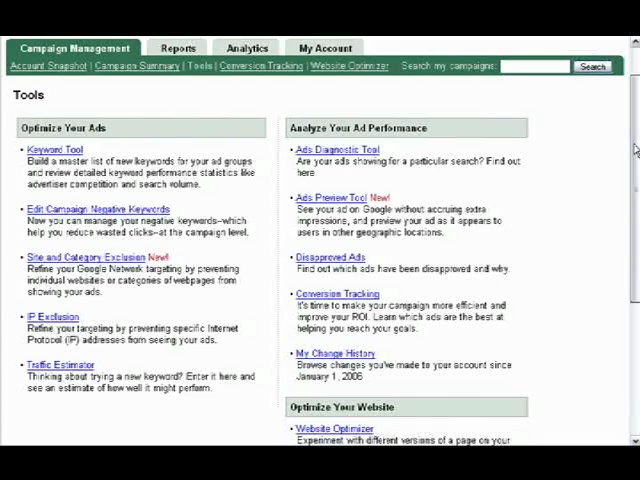 Campaign Management Reports Analytics My Account
Account Snapshot | Campaign Summary | Tools | Conversion Tracking | Website Optimizer Search my campaigns: Search
Tools
Optimize Your Ads
• Keyword Tool
Build a master list of new keywords for your ad groups
and review detailed keyword performance statistics like
advertiser competition and search volume.
• Edit Campaign Negative Keywords
Now you can manage your negative keywords--which
help you reduce wasted clicks--at the campaign level.
• Site and Category Exclusion New!
Refine your Google Network targeting by preventing
individual websites or categories of webpages from
showing your ads.
• IP Exclusion
Refine your targeting by preventing specific Internet
Protocol (IP) addresses from seeing your ads.
• Traffic Estimator
Thinking about trying a new keyword? Enter it here and
see an estimate of how well it might perform.
Analyze Your Ad Performance
• Ads Diagnostic Tool
Are your ads showing for a particular search? Find out
here.
• Ads Preview Tool New!
See your ad on Google without accruing extra
impressions, and preview your ad as it appears to
users in other geographic locations.
• Disapproved Ads
Find out which ads have been disapproved and why.
• Conversion Tracking
It's time to make your campaign more efficient and
improve your ROI. Learn which ads are the best at
helping you reach your goals.
• My Change History
Browse changes you've made to your account since
January 1, 2006
Optimize Your Website
• Website Optimizer
Experiment with different versions of a page on your